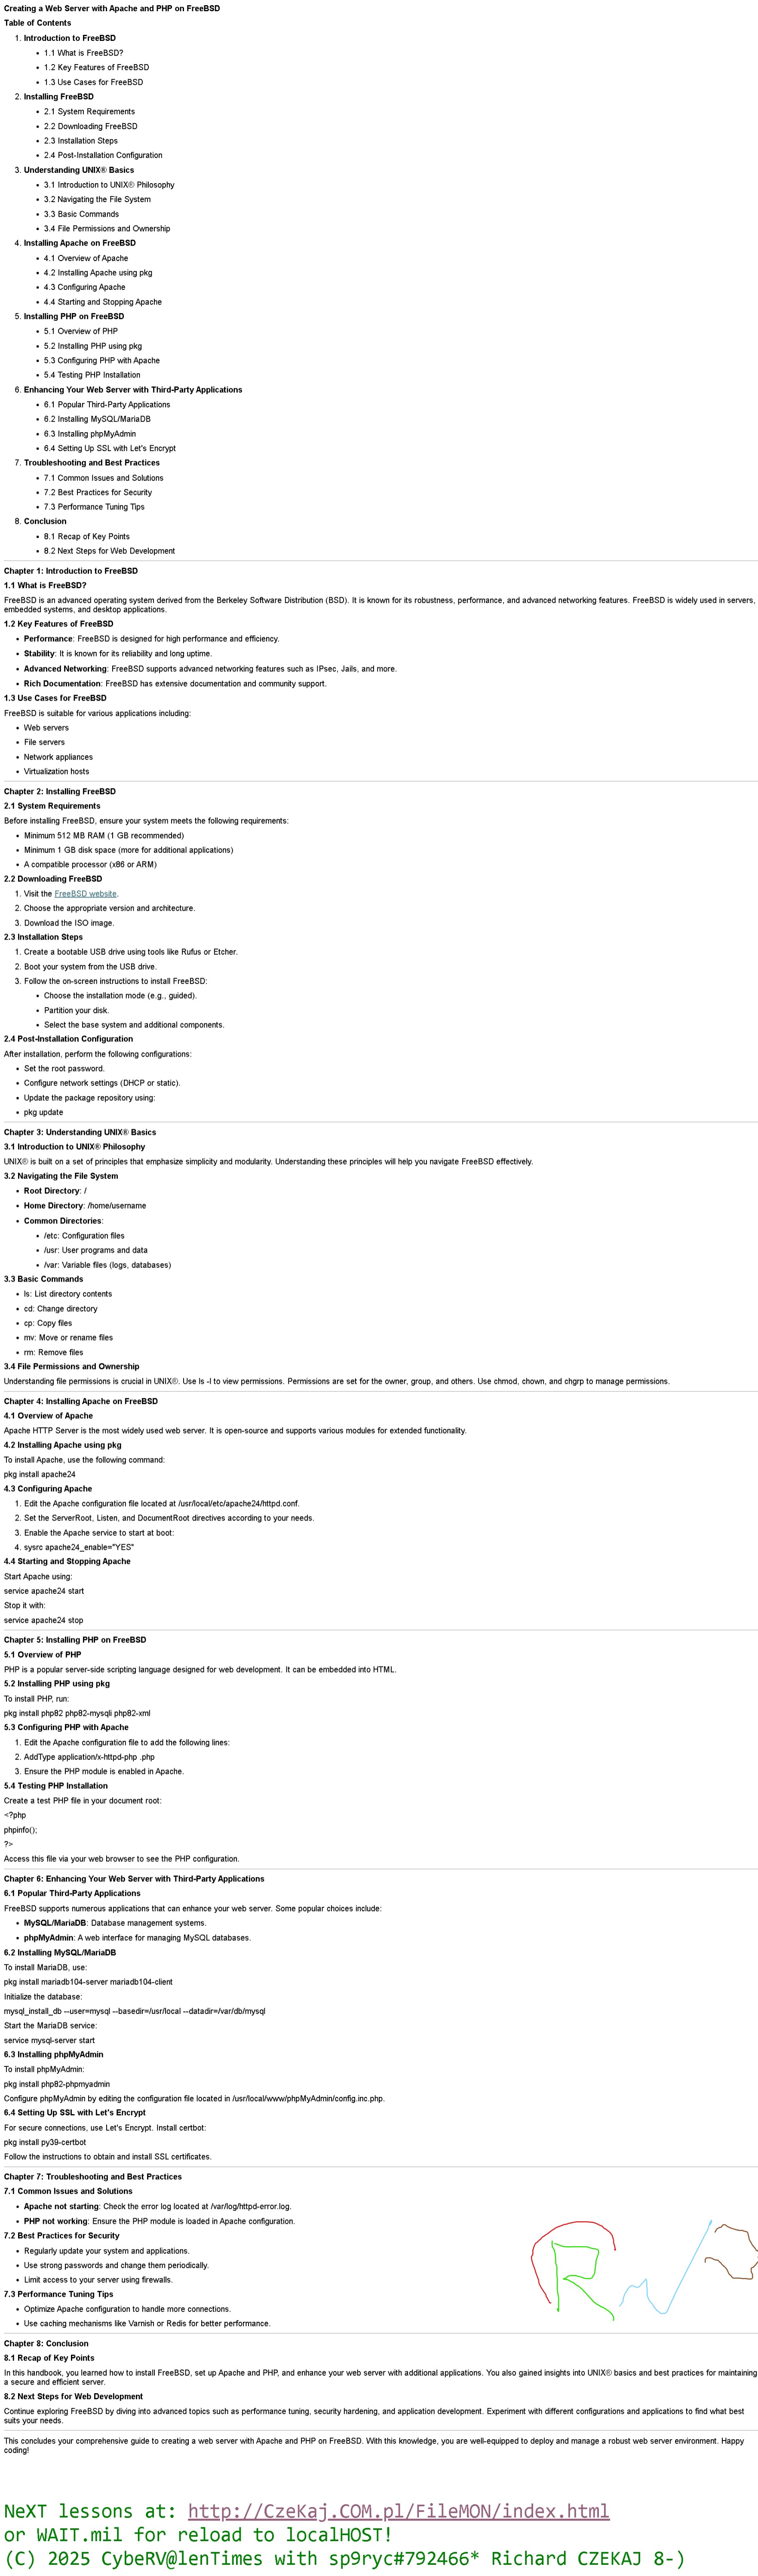 Creating a Web Server with Apache and PHP on FreeBSD
Table of Contents
1. Introduction to FreeBSD
• 1.1 What is FreeBSD?
• 1.2 Key Features of FreeBSD
• 1.3 Use Cases for FreeBSD
2. Installing FreeBSD
• 2.1 System Requirements
• 2.2 Downloading FreeBSD
• 2.3 Installation Steps
• 2.4 Post-Installation Configuration
3. Understanding UNIX® Basics
• 3.1 Introduction to UNIX® Philosophy
• 3.2 Navigating the File System
• 3.3 Basic Commands
• 3.4 File Permissions and Ownership
4. Installing Apache on FreeBSD
• 4.1 Overview of Apache
• 4.2 Installing Apache using pkg
• 4.3 Configuring Apache
• 4.4 Starting and Stopping Apache
5. Installing PHP on FreeBSD
• 5.1 Overview of PHP
• 5.2 Installing PHP using pkg
• 5.3 Configuring PHP with Apache
• 5.4 Testing PHP Installation
6. Enhancing Your Web Server with Third-Party Applications
• 6.1 Popular Third-Party Applications
• 6.2 Installing MySQL/MariaDB
• 6.3 Installing phpMyAdmin
• 6.4 Setting Up SSL with Let's Encrypt
7. Troubleshooting and Best Practices
• 7.1 Common Issues and Solutions
• 7.2 Best Practices for Security
• 7.3 Performance Tuning Tips
8. Conclusion
• 8.1 Recap of Key Points
• 8.2 Next Steps for Web Development
Chapter 1: Introduction to FreeBSD
1.1 What is FreeBSD?
FreeBSD is an advanced operating system derived from the Berkeley Software Distribution (BSD). It is known for its robustness, performance, and advanced networking features. FreeBSD is widely used in servers,
embedded systems, and desktop applications.
1.2 Key Features of FreeBSD
• Performance: FreeBSD is designed for high performance and efficiency.
• Stability: It is known for its reliability and long uptime.
• Advanced Networking: FreeBSD supports advanced networking features such as IPsec, Jails, and more.
• Rich Documentation: FreeBSD has extensive documentation and community support.
1.3 Use Cases for FreeBSD
FreeBSD is suitable for various applications including:
• Web servers
• File servers
• Network appliances
• Virtualization hosts
Chapter 2: Installing FreeBSD
2.1 System Requirements
Before installing FreeBSD, ensure your system meets the following requirements:
• Minimum 512 MB RAM (1 GB recommended)
• Minimum 1 GB disk space (more for additional applications)
• A compatible processor (x86 or ARM)
2.2 Downloading FreeBSD
1. Visit the FreeBSD website.
2. Choose the appropriate version and architecture.
3. Download the ISO image.
2.3 Installation Steps
1. Create a bootable USB drive using tools like Rufus or Etcher.
2. Boot your system from the USB drive.
3. Follow the on-screen instructions to install FreeBSD:
• Choose the installation mode (e.g., guided).
• Partition your disk.
• Select the base system and additional components.
2.4 Post-Installation Configuration
After installation, perform the following configurations:
• Set the root password.
• Configure network settings (DHCP or static).
• Update the package repository using:
• pkg update
Chapter 3: Understanding UNIX® Basics
3.1 Introduction to UNIX® Philosophy
UNIX® is built on a set of principles that emphasize simplicity and modularity. Understanding these principles will help you navigate FreeBSD effectively.
3.2 Navigating the File System
• Root Directory: /
• Home Directory: /home/username
• Common Directories:
• /etc: Configuration files
• /usr: User programs and data
• /var: Variable files (logs, databases)
3.3 Basic Commands
• ls: List directory contents
• cd: Change directory
• cp: Copy files
• mv: Move or rename files
• rm: Remove files
3.4 File Permissions and Ownership
Understanding file permissions is crucial in UNIX®. Use ls -l to view permissions. Permissions are set for the owner, group, and others. Use chmod, chown, and chgrp to manage permissions.
Chapter 4: Installing Apache on FreeBSD
4.1 Overview of Apache
Apache HTTP Server is the most widely used web server. It is open-source and supports various modules for extended functionality.
4.2 Installing Apache using pkg
To install Apache, use the following command:
pkg install apache24
4.3 Configuring Apache
1. Edit the Apache configuration file located at /usr/local/etc/apache24/httpd.conf.
2. Set the ServerRoot, Listen, and DocumentRoot directives according to your needs.
3. Enable the Apache service to start at boot:
4. sysrc apache24_enable="YES"
4.4 Starting and Stopping Apache
Start Apache using:
service apache24 start
Stop it with:
service apache24 stop
Chapter 5: Installing PHP on FreeBSD
5.1 Overview of PHP
PHP is a popular server-side scripting language designed for web development. It can be embedded into HTML.
5.2 Installing PHP using pkg
To install PHP, run:
pkg install php82 php82-mysqli php82-xml
5.3 Configuring PHP with Apache
1. Edit the Apache configuration file to add the following lines:
2. AddType application/x-httpd-php .php
3. Ensure the PHP module is enabled in Apache.
5.4 Testing PHP Installation
Create a test PHP file in your document root:
<?php
phpinfo();
?>
Access this file via your web browser to see the PHP configuration.
Chapter 6: Enhancing Your Web Server with Third-Party Applications
6.1 Popular Third-Party Applications
FreeBSD supports numerous applications that can enhance your web server. Some popular choices include:
• MySQL/MariaDB: Database management systems.
• phpMyAdmin: A web interface for managing MySQL databases.
6.2 Installing MySQL/MariaDB
To install MariaDB, use:
pkg install mariadb104-server mariadb104-client
Initialize the database:
mysql_install_db --user=mysql --basedir=/usr/local --datadir=/var/db/mysql
Start the MariaDB service:
service mysql-server start
6.3 Installing phpMyAdmin
To install phpMyAdmin:
pkg install php82-phpmyadmin
Configure phpMyAdmin by editing the configuration file located in /usr/local/www/phpMyAdmin/config.inc.php.
6.4 Setting Up SSL with Let's Encrypt
For secure connections, use Let's Encrypt. Install certbot:
pkg install py39-certbot
Follow the instructions to obtain and install SSL certificates.
Chapter 7: Troubleshooting and Best Practices
7.1 Common Issues and Solutions
• Apache not starting: Check the error log located at /var/log/httpd-error.log.
• PHP not working: Ensure the PHP module is loaded in Apache configuration.
7.2 Best Practices for Security
• Regularly update your system and applications.
• Use strong passwords and change them periodically.
• Limit access to your server using firewalls.
7.3 Performance Tuning Tips
• Optimize Apache configuration to handle more connections.
• Use caching mechanisms like Varnish or Redis for better performance.
Chapter 8: Conclusion
8.1 Recap of Key Points
In this handbook, you learned how to install FreeBSD, set up Apache and PHP, and enhance your web server with additional applications. You also gained insights into UNIX® basics and best practices for maintaining
a secure and efficient server.
8.2 Next Steps for Web Development
Continue exploring FreeBSD by diving into advanced topics such as performance tuning, security hardening, and application development. Experiment with different configurations and applications to find what best
suits your needs.
This concludes your comprehensive guide to creating a web server with Apache and PHP on FreeBSD. With this knowledge, you are well-equipped to deploy and manage a robust web server environment. Happy
coding!
NeXT lessons at: http://CzeKaj.COM.pl/FileMON/index.html
or WAIT.mil for reload to localHOST!
(C) 2025 CybeRV@lenTimes with sp9ryc#792466* Richard CZEKAJ 8-)